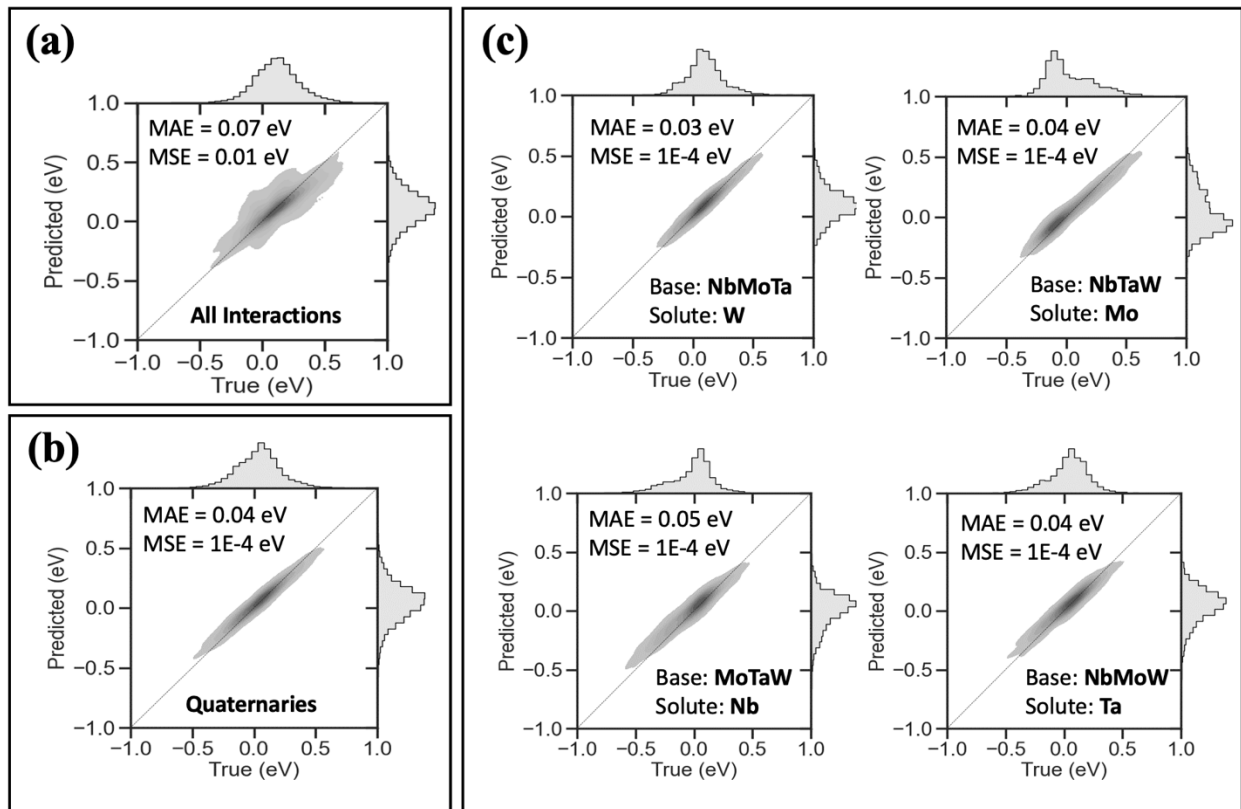 (a)
MAE = 0.07 eV
MSE = 0.01 eV
All Interactions
Predicted (eV)
1.0
0.5
0.0
−0.5
−1.0
−1.0 −0.5 0.0 0.5 1.0
True (eV)
(b)
MAE = 0.04 eV
MSE = 1E-4 eV
Quaternaries
Predicted (eV)
1.0
0.5
0.0
−0.5
−1.0
−1.0 −0.5 0.0 0.5 1.0
True (eV)
(c)
MAE = 0.03 eV
MSE = 1E-4 eV
Base: NbMoTa
Solute: W
Predicted (eV)
1.0
0.5
0.0
−0.5
−1.0
−1.0 −0.5 0.0 0.5 1.0
True (eV)
MAE = 0.04 eV
MSE = 1E-4 eV
Base: NbTaW
Solute: Mo
Predicted (eV)
1.0
0.5
0.0
−0.5
−1.0
−1.0 −0.5 0.0 0.5 1.0
True (eV)
MAE = 0.05 eV
MSE = 1E-4 eV
Base: MoTaW
Solute: Nb
Predicted (eV)
1.0
0.5
0.0
−0.5
−1.0
−1.0 −0.5 0.0 0.5 1.0
True (eV)
MAE = 0.04 eV
MSE = 1E-4 eV
Base: NbMoW
Solute: Ta
Predicted (eV)
1.0
0.5
0.0
−0.5
−1.0
−1.0 −0.5 0.0 0.5 1.0
True (eV)